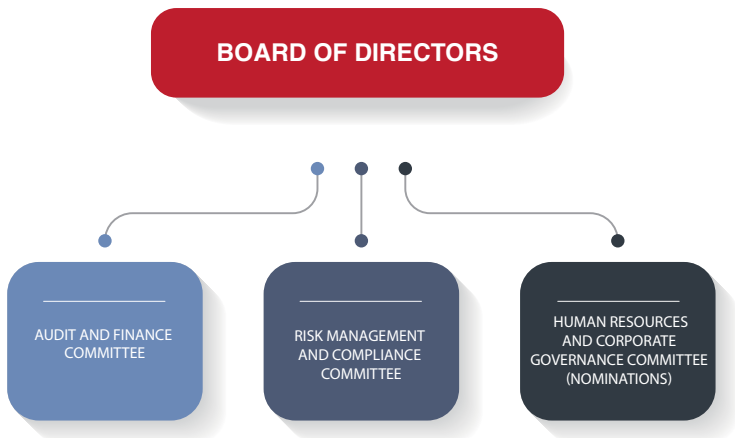 BOARD OF DIRECTORS
AUDIT AND FINANCE
COMMITTEE
RISK MANAGEMENT
AND COMPLIANCE
COMMITTEE
HUMAN RESOURCES
AND CORPORATE
GOVERNANCE COMMITTEE
(NOMINATIONS)